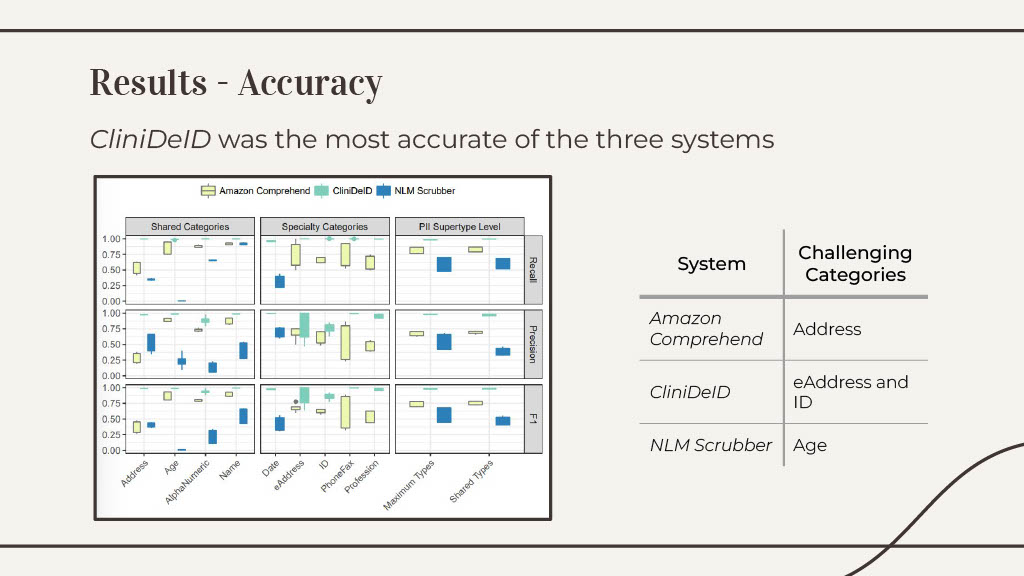 Results - Accuracy
CliniDeID was the most accurate of the three systems
Amazon Comprehend CliniDeID NLM Scrubber
Shared Categories Specialty Categories PII Supertype Level
1.00
0.75
0.50
0.25
0.00
Recall
1.00
0.75
0.50
0.25
0.00
Precision
1.00
0.75
0.50
0.25
0.00
F1
Address
Age
AlphaNumeric
Name
Date
eAddress
ID
PhoneFax
Profession
Maximum Types
Shared Types
System
Challenging
Categories
Amazon
Comprehend
Address
CliniDeID
eAddress and
ID
NLM Scrubber
Age